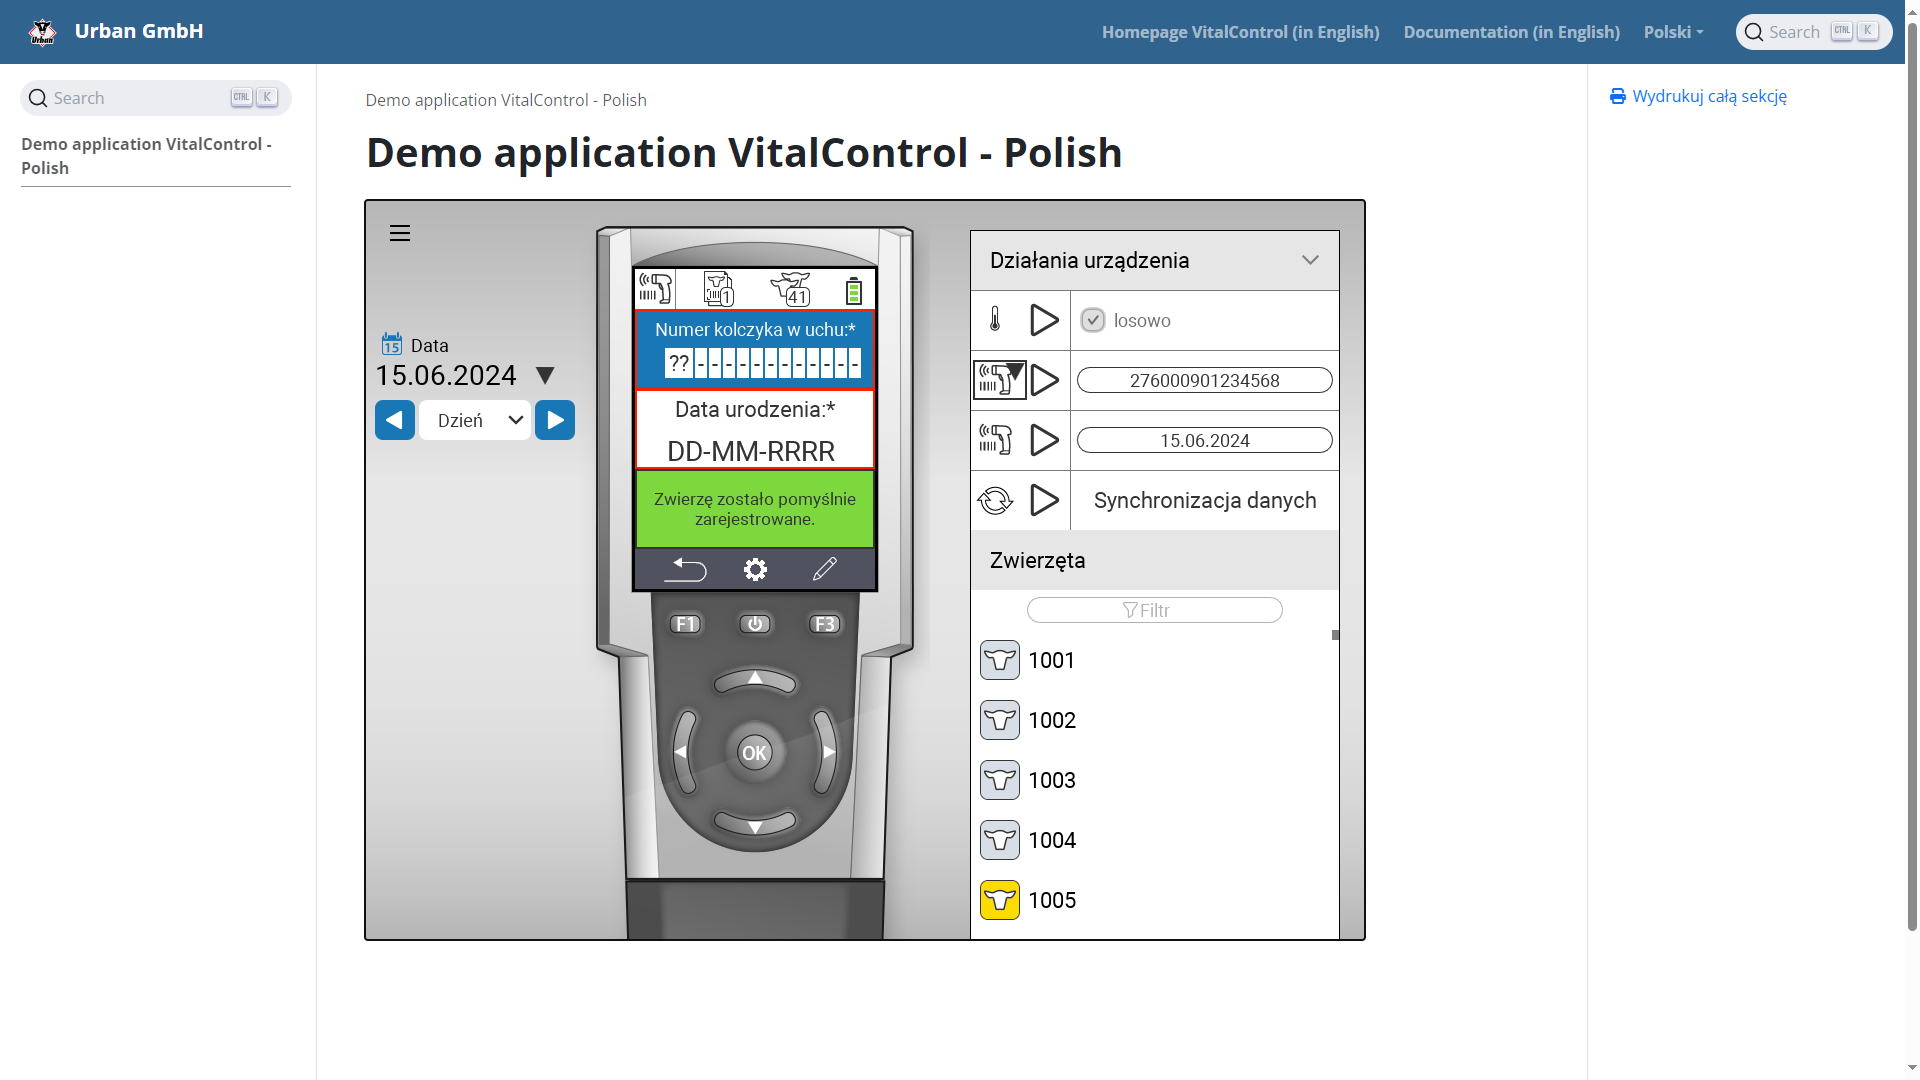 Urban GmbH
Homepage VitalControl (in English)
Documentation (in English)
Polski
Search
CTRL
K
Search
CTRL
K
Demo application VitalControl -
Polish
Demo application VitalControl - Polish
Demo application VitalControl - Polish
Wydrukuj całą sekcję
15
Data
15.06.2024
Dzień
1
41
Numer kolczyka w uchu:*
?? - - - - - - - - - - - -
Data urodzenia:*
DD-MM-RRRR
Zwierzę zostało pomyślnie
zarejestrowane.
F1
F3
OK
Działania urządzenia
losowo
276000901234568
15.06.2024
Synchronizacja danych
Zwierzęta
Filtr
1001
1002
1003
1004
1005